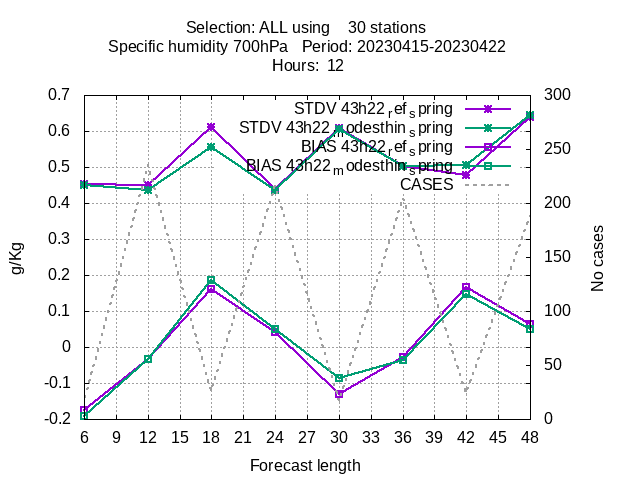 Selection: ALL using 30 stations
Specific humidity 700hPa Period: 20230415-20230422
Hours: 12
STDV 43h22_ref_spring
STDV 43h22_modesthin_spring
BIAS 43h22_ref_spring
BIAS 43h22_modesthin_spring
CASES
0.7
0.6
0.5
0.4
0.3
0.2
0.1
0
-0.1
-0.2
g/Kg
300
250
200
150
100
50
0
No cases
6 9 12 15 18 21 24 27 30 33 36 39 42 45 48
Forecast length